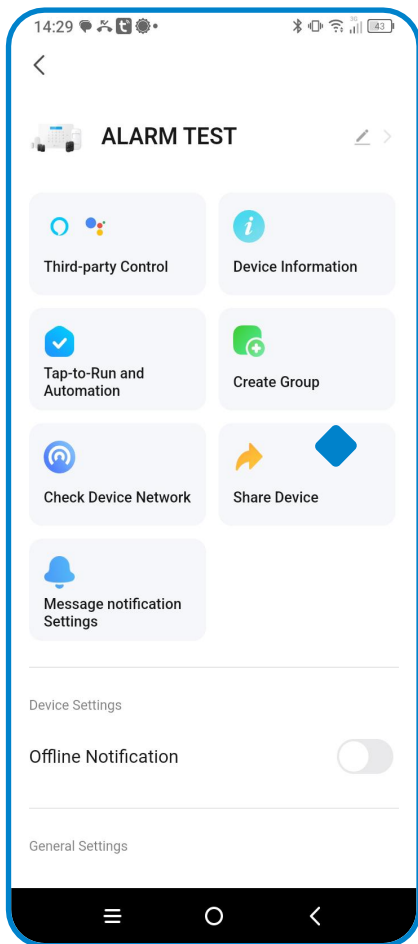 14:29
3G
43
ALARM TEST
Third-party Control
Device Information
Tap-to-Run and
Automation
Create Group
Check Device Network
Share Device
Message notification
Settings
Device Settings
Offline Notification
General Settings